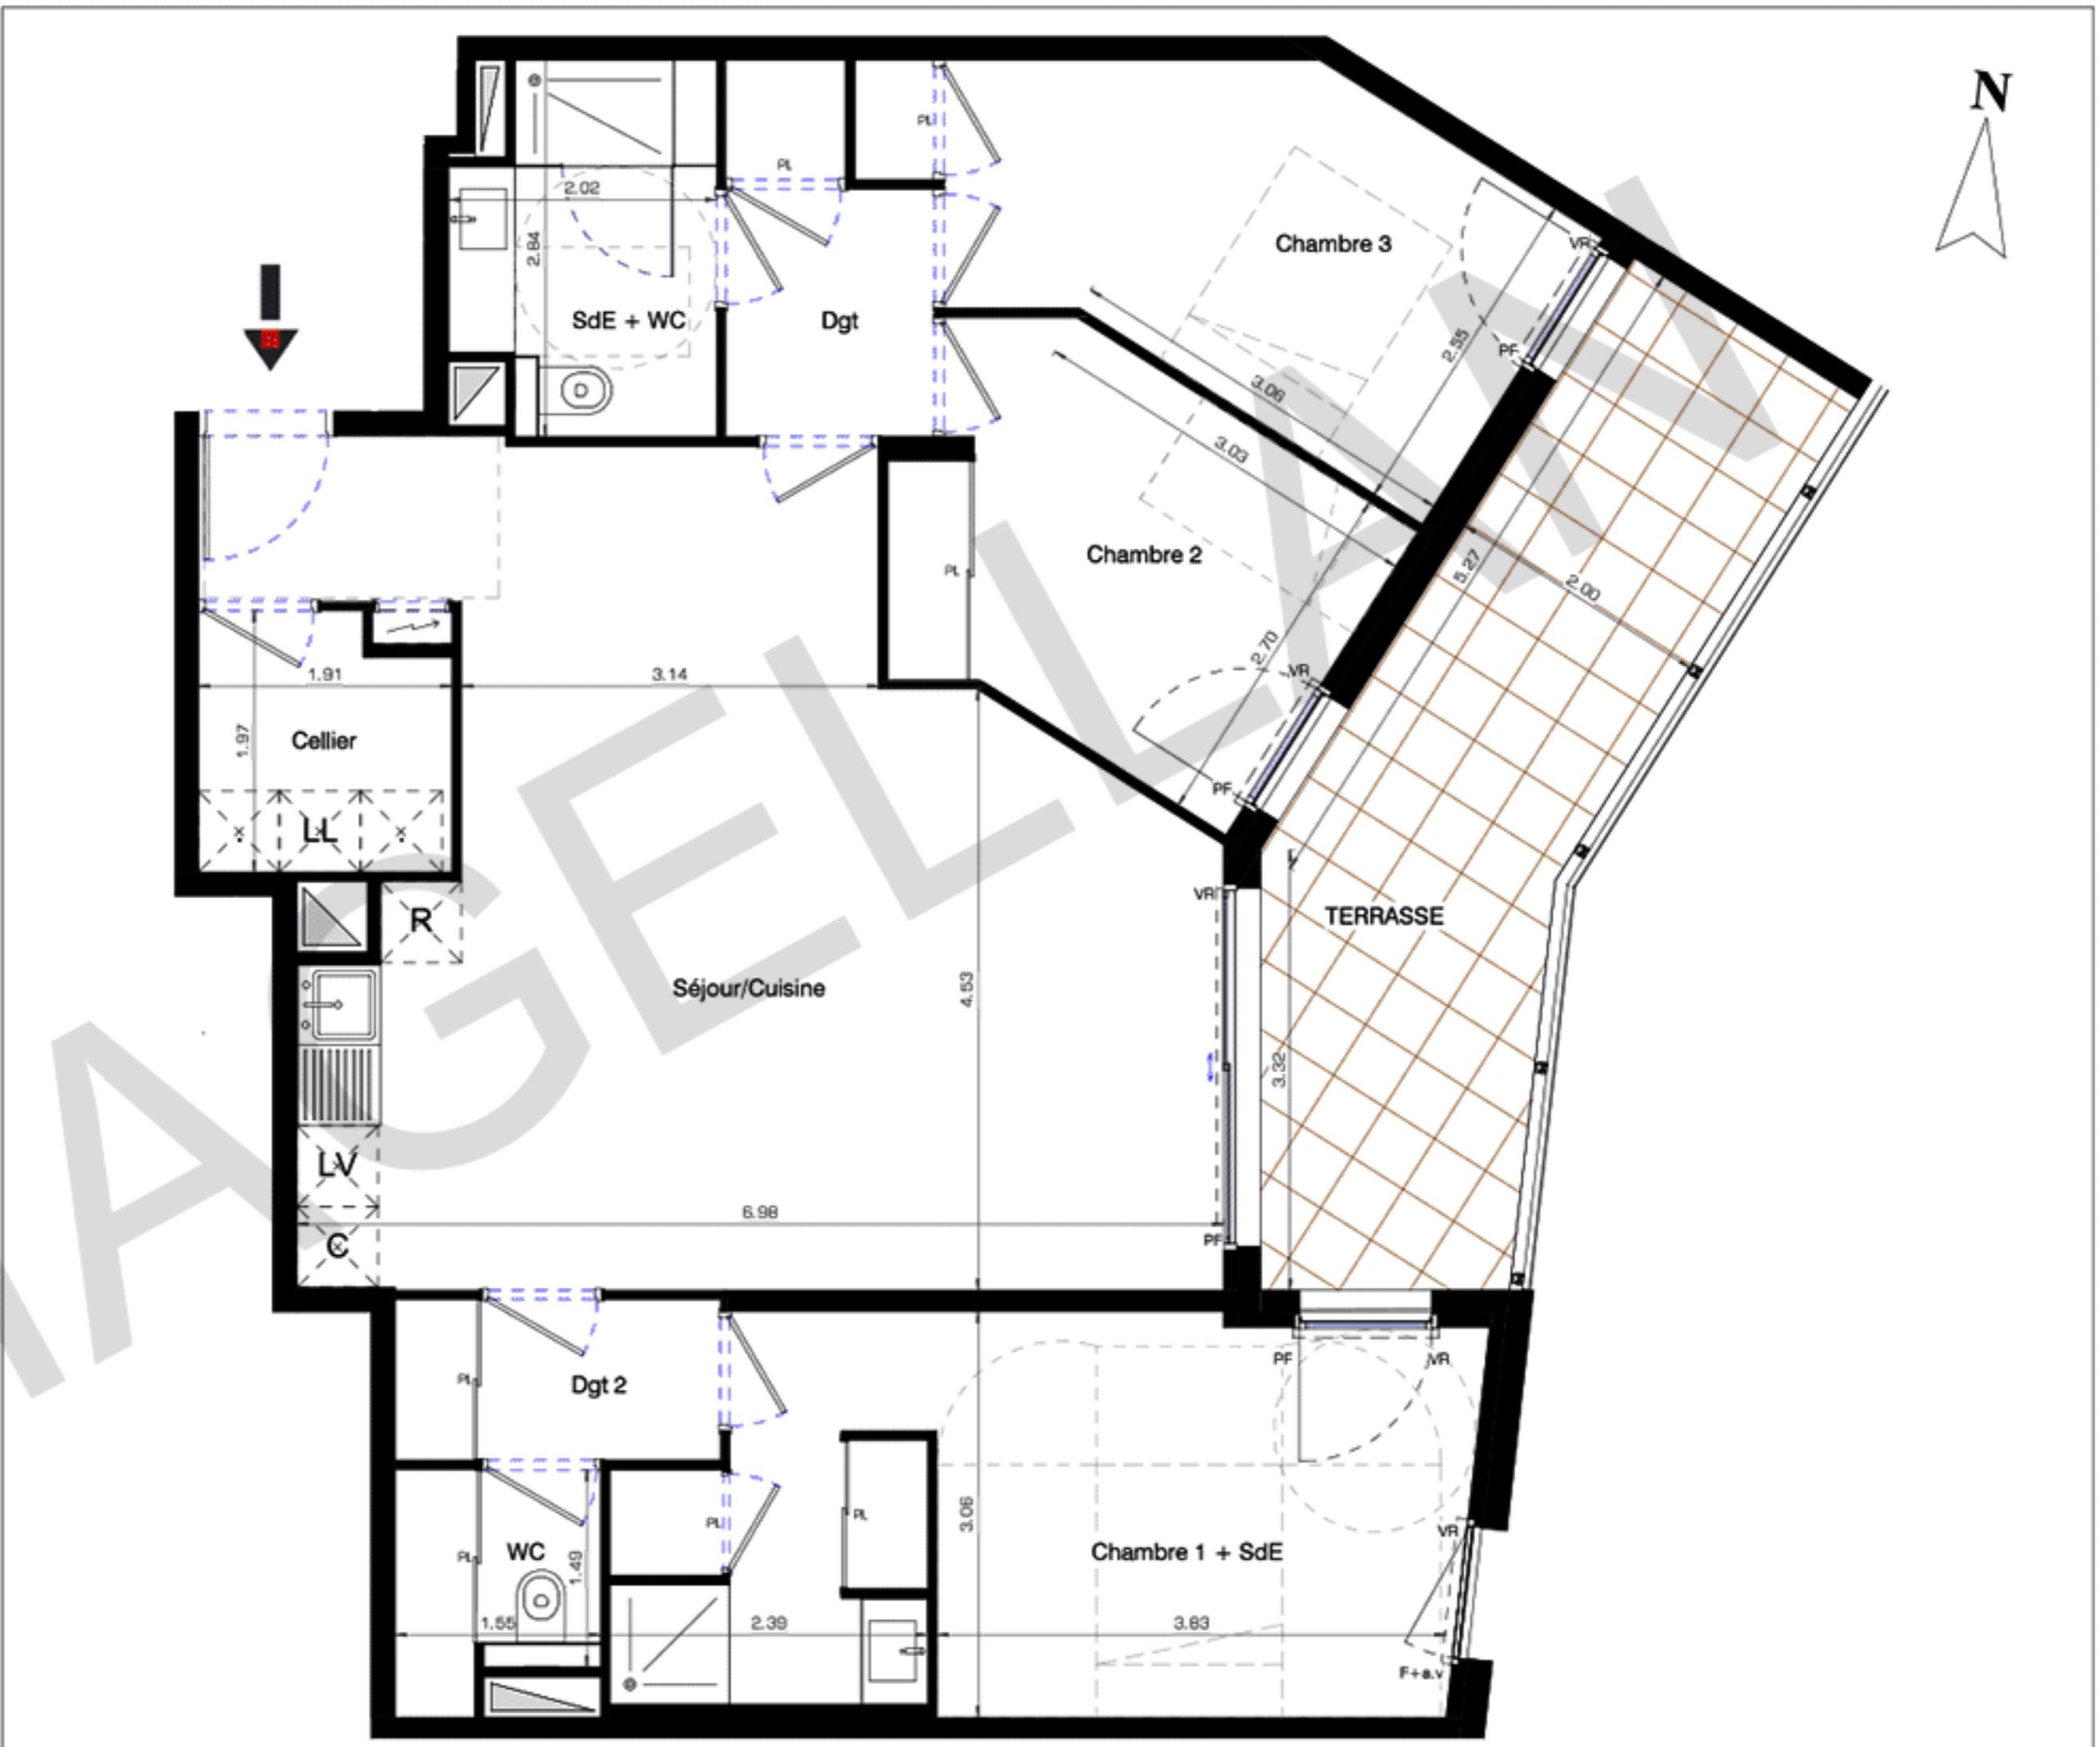 N
PL
PL
2.02
2.84
SdE + WC
Dgt
Chambre 3
VR
PF
2.55
3.06
3.03
Chambre 2
PL
5.27
2.00
2.70
VR
PF
1.91
3.14
1.97
Cellier
LL
R
VR
TERRASSE
Séjour/Cuisine
4.53
3.32
LV
6.98
C
PF
PF
VR
PL
Dgt 2
PL
PL
PL
WC
1.49
3.06
Chambre 1 + SdE
VR
1.55
2.39
3.83
F+a.v
MAGELLAN